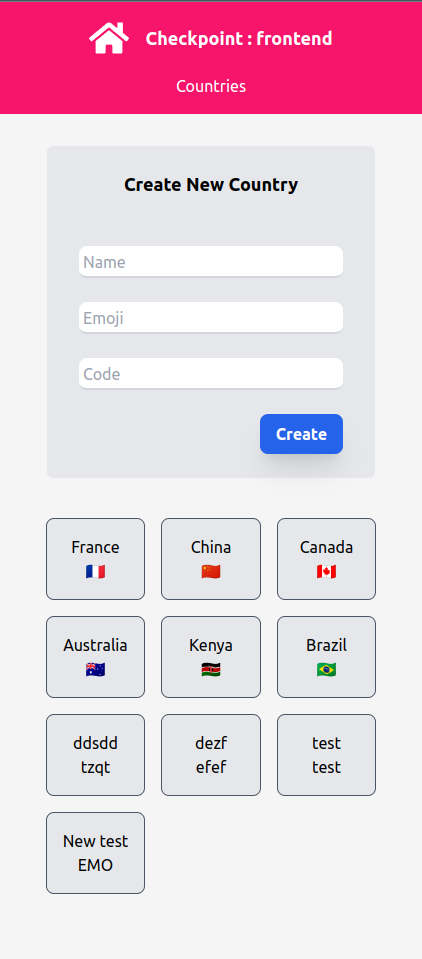 Checkpoint : frontend
Countries
Create New Country
Name
Emoji
Code
Create
France
China
Canada
Australia
Kenya
Brazil
ddsdd
tzqt
dezf
efef
test
test
New test
EMO